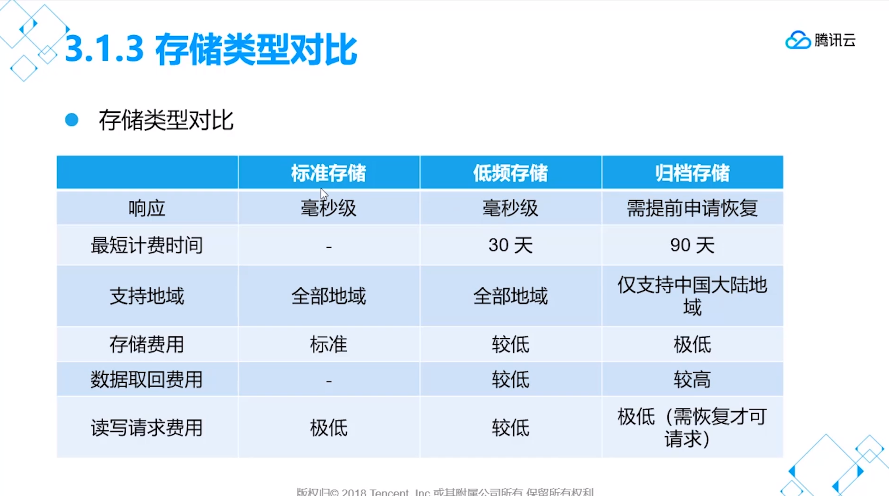 3.1.3 存储类型对比
腾讯云
存储类型对比
标准存储 低频存储 归档存储
响应 毫秒级 毫秒级 需提前申请恢复
最短计费时间 - 30 天 90 天
支持地域 全部地域 全部地域 仅支持中国大陆地
域
存储费用 标准 较低 极低
数据取回费用 - 较低 较高
读写请求费用 极低 较低 极低（需恢复才可
请求）
版权归© 2018 Tencent, Inc 或其附属公司所有 保留所有权利